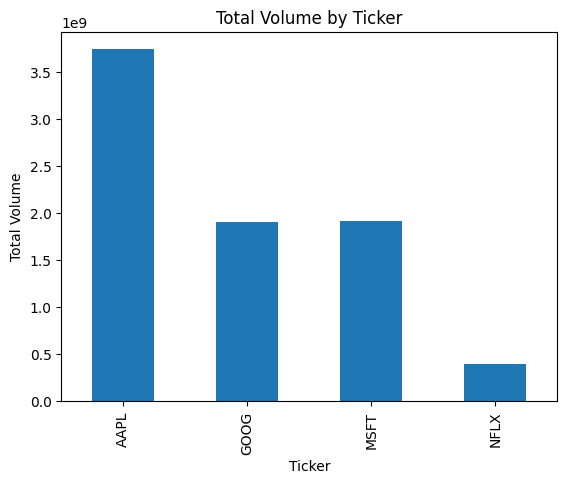 Total Volume by Ticker
1e9
3.5
3.0
2.5
2.0
1.5
1.0
0.5
0.0
Total Volume
AAPL
GOOG
MSFT
NFLX
Ticker